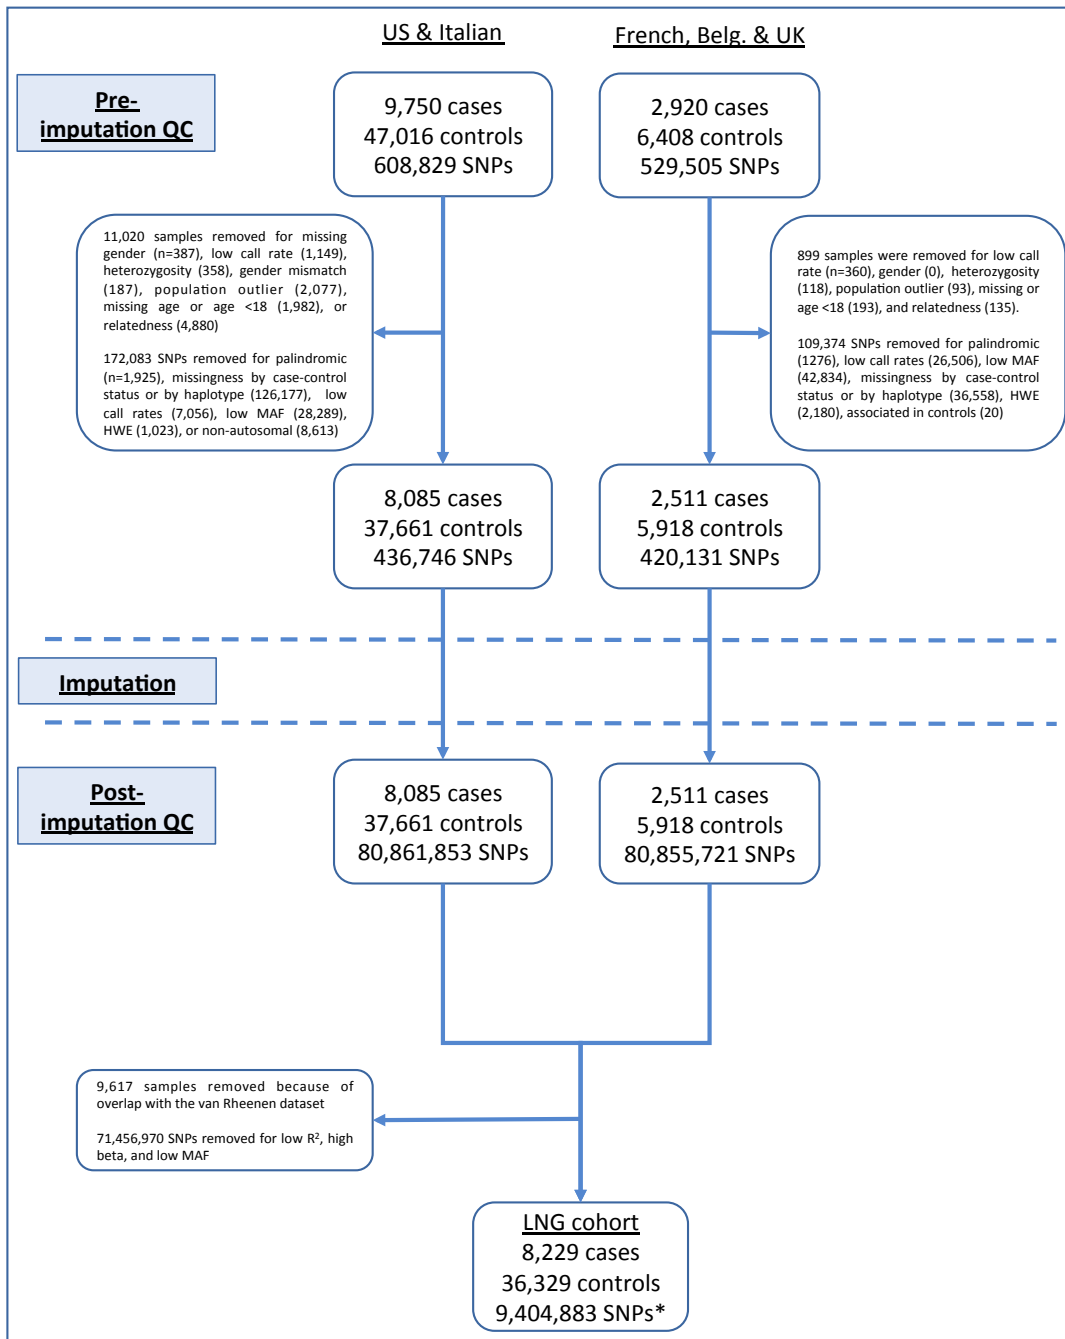 US & Italian
French, Belg. & UK
Pre-
imputation QC
9,750 cases
47,016 controls
608,829 SNPs
2,920 cases
6,408 controls
529,505 SNPs
11,020 samples removed for missing
gender (n=387), low call rate (1,149),
heterozygosity (358), gender mismatch
(187), population outlier (2,077),
missing age or age <18 (1,982), or
relatedness (4,880)
172,083 SNPs removed for palindromic
(n=1,925), missingness by case-control
status or by haplotype (126,177), low
call rates (7,056), low MAF (28,289),
HWE (1,023), or non-autosomal (8,613)
899 samples were removed for low call
rate (n=360), gender (0), heterozygosity
(118), population outlier (93), missing or
age <18 (193), and relatedness (135).
109,374 SNPs removed for palindromic
(1276), low call rates (26,506), low MAF
(42,834), missingness by case-control
status or by haplotype (36,558), HWE
(2,180), associated in controls (20)
8,085 cases
37,661 controls
436,746 SNPs
2,511 cases
5,918 controls
420,131 SNPs
Imputation
Post-
imputation QC
8,085 cases
37,661 controls
80,861,853 SNPs
2,511 cases
5,918 controls
80,855,721 SNPs
9,617 samples removed because of
overlap with the van Rheenen dataset
71,456,970 SNPs removed for low R², high
beta, and low MAF
LNG cohort
8,229 cases
36,329 controls
9,404,883 SNPs*